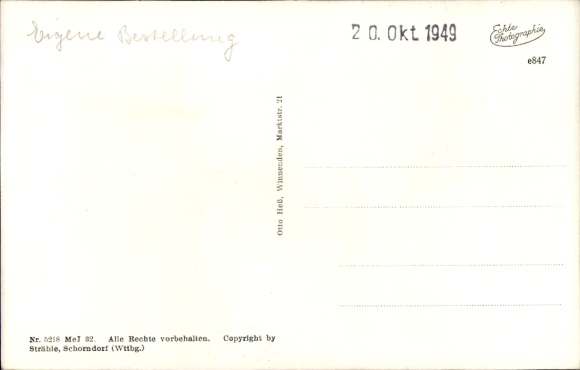 Eigene Bestellung
20. Okt. 1949
Echte
Photographie
e847
Otto Heß, Winnenden, Marktstr. 21
Nr. 5218 MeJ 32. Alle Rechte vorbehalten. Copyright by
Strähle, Schorndorf (Wttbg.)